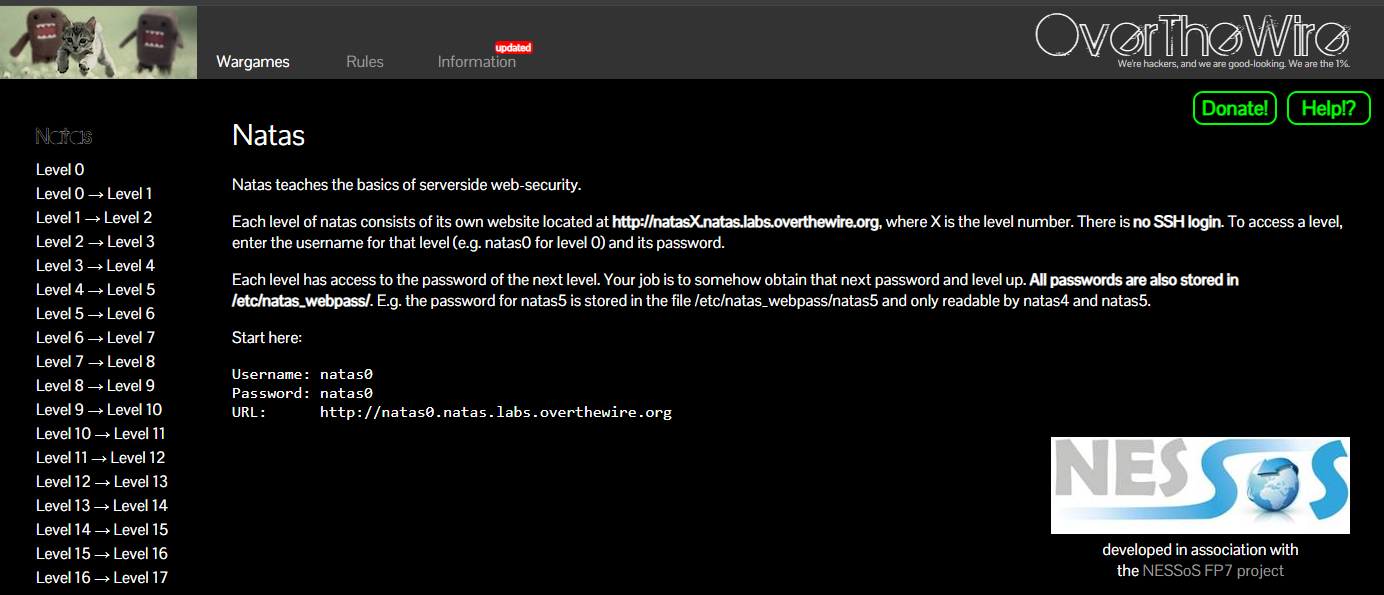 Wargames
Rules
Information
updated
OverTheWire
We're hackers, and we are good-looking. We are the 1%.
Donate!
Help!?
Natas
Level 0
Level 0 → Level 1
Level 1 → Level 2
Level 2 → Level 3
Level 3 → Level 4
Level 4 → Level 5
Level 5 → Level 6
Level 6 → Level 7
Level 7 → Level 8
Level 8 → Level 9
Level 9 → Level 10
Level 10 → Level 11
Level 11 → Level 12
Level 12 → Level 13
Level 13 → Level 14
Level 14 → Level 15
Level 15 → Level 16
Level 16 → Level 17
Natas
Natas teaches the basics of serverside web-security.
Each level of natas consists of its own website located at http://natasX.natas.labs.overthewire.org, where X is the level number. There is no SSH login. To access a level,
enter the username for that level (e.g. natas0 for level 0) and its password.
Each level has access to the password of the next level. Your job is to somehow obtain that next password and level up. All passwords are also stored in
/etc/natas_webpass/. E.g. the password for natas5 is stored in the file /etc/natas_webpass/natas5 and only readable by natas4 and natas5.
Start here:
Username: natas0
Password: natas0
URL: http://natas0.natas.labs.overthewire.org
NESSOS
developed in association with
the NESSoS FP7 project